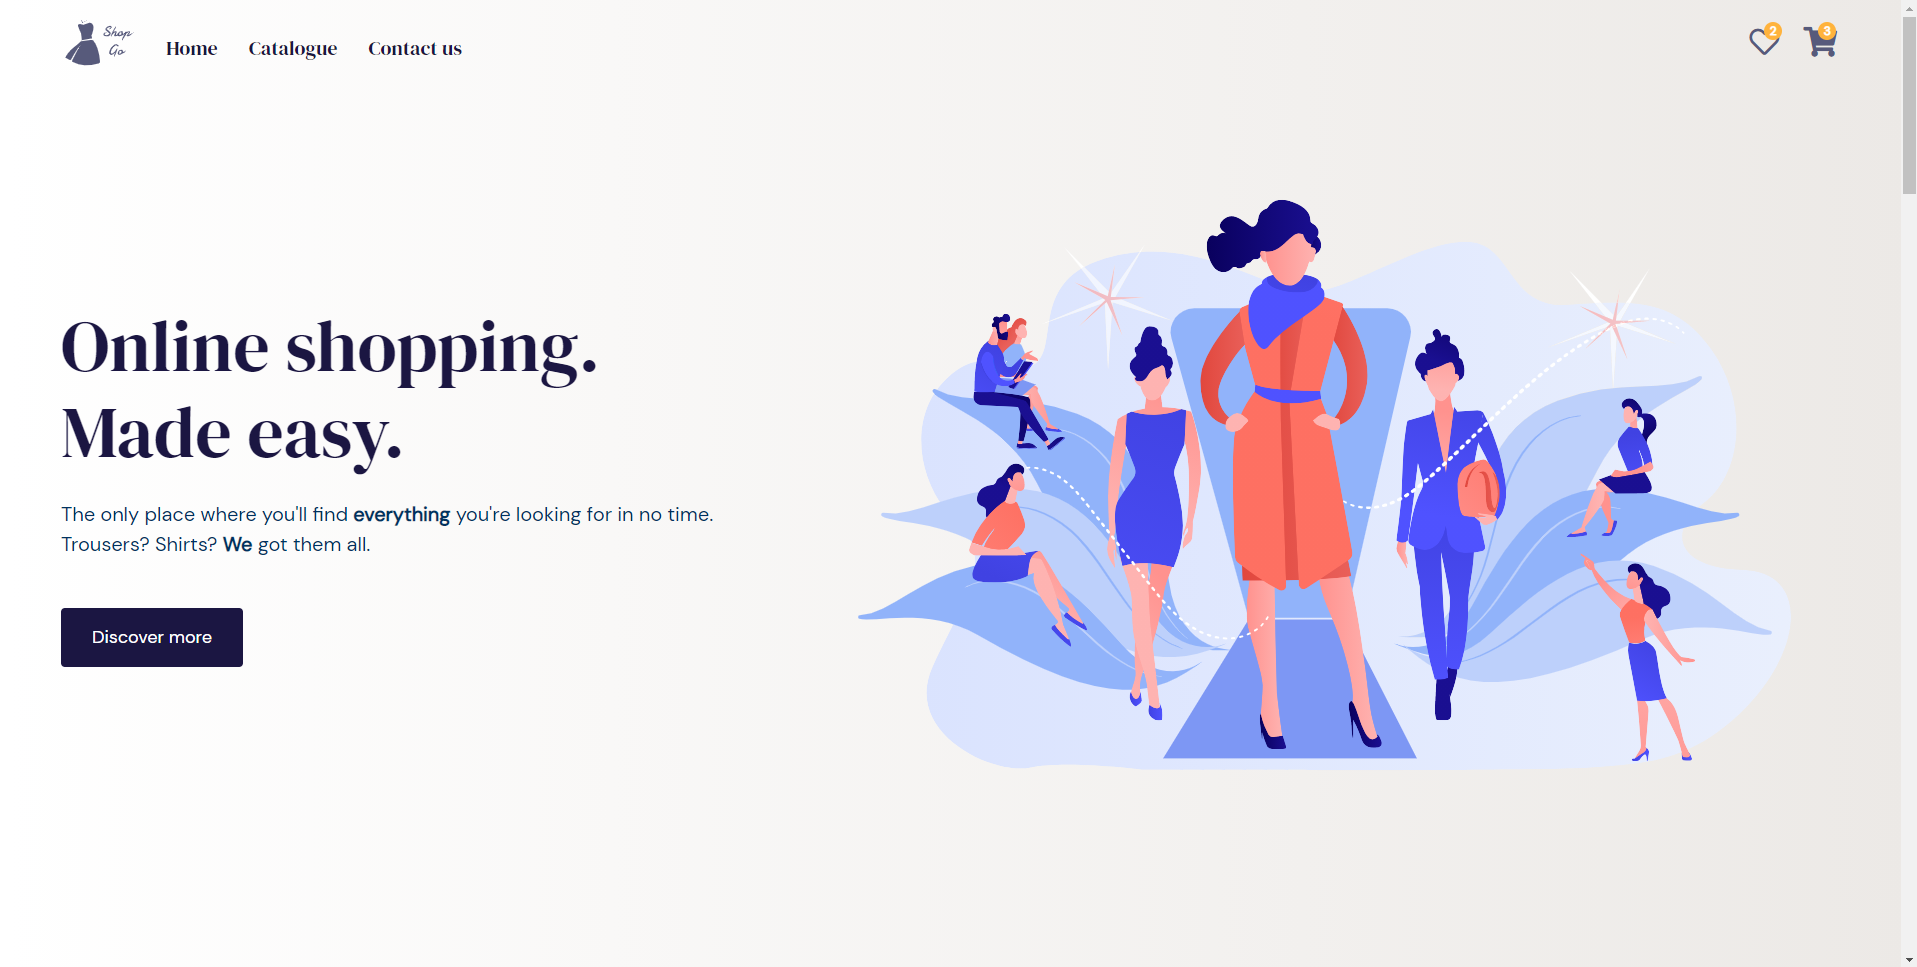 Shop
Go
Home
Catalogue
Contact us
2
3
Online shopping.
Made easy.
The only place where you'll find everything you're looking for in no time.
Trousers? Shirts? We got them all.
Discover more